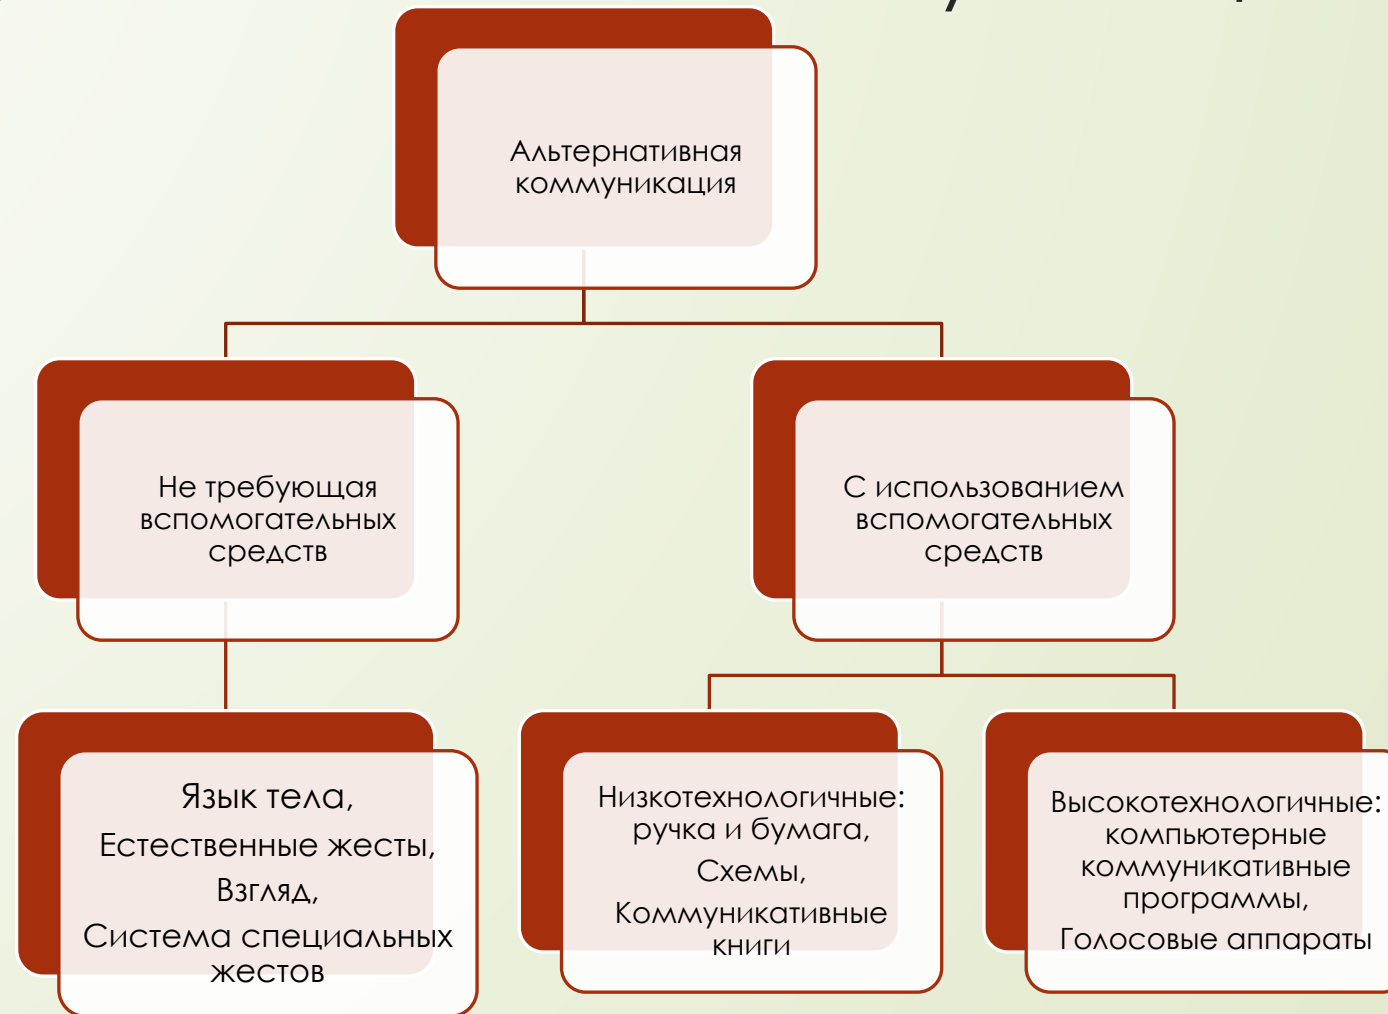 Альтернативная
коммуникация
Не требующая
вспомогательных
средств
С использованием
вспомогательных
средств
Язык тела,
Естественные жесты,
Взгляд,
Система специальных
жестов
Низкотехнологичные:
ручка и бумага,
Схемы,
Коммуникативные
книги
Высокотехнологичные:
компьютерные
коммуникативные
программы,
Голосовые аппараты